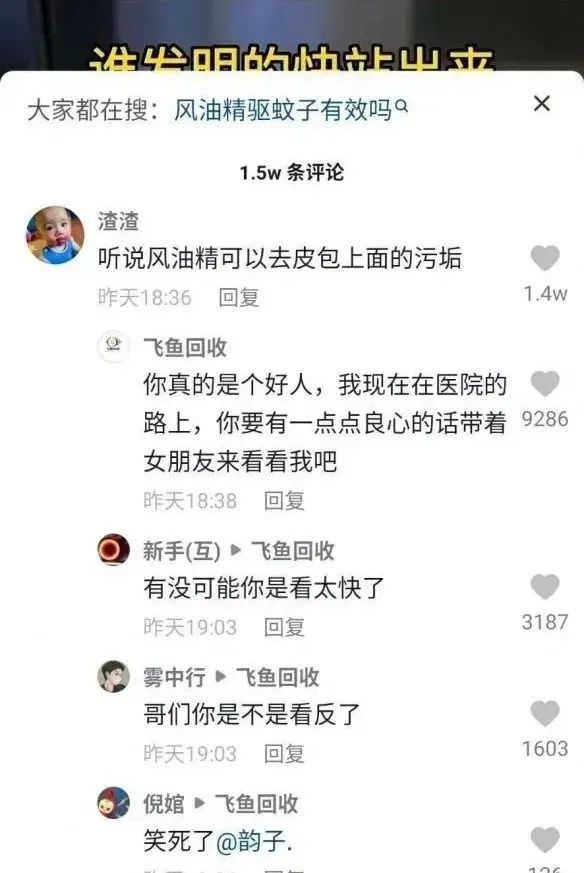 谁发明的快站出来
大家都在搜：风油精驱蚊子有效吗
1.5w 条评论
渣渣
听说风油精可以去皮包上面的污垢
1.4w
昨天18:36 回复
飞鱼回收
你真的是个好人，我现在在医院的
路上，你要有一点点良心的话带着
9286
女朋友来看看我吧
昨天18:38 回复
新手(互) ▶ 飞鱼回收
有没可能你是看太快了
3187
昨天19:03 回复
雾中行 ▶ 飞鱼回收
哥们你是不是看反了
1603
昨天19:03 回复
倪婠 ▶ 飞鱼回收
笑死了@韵子.